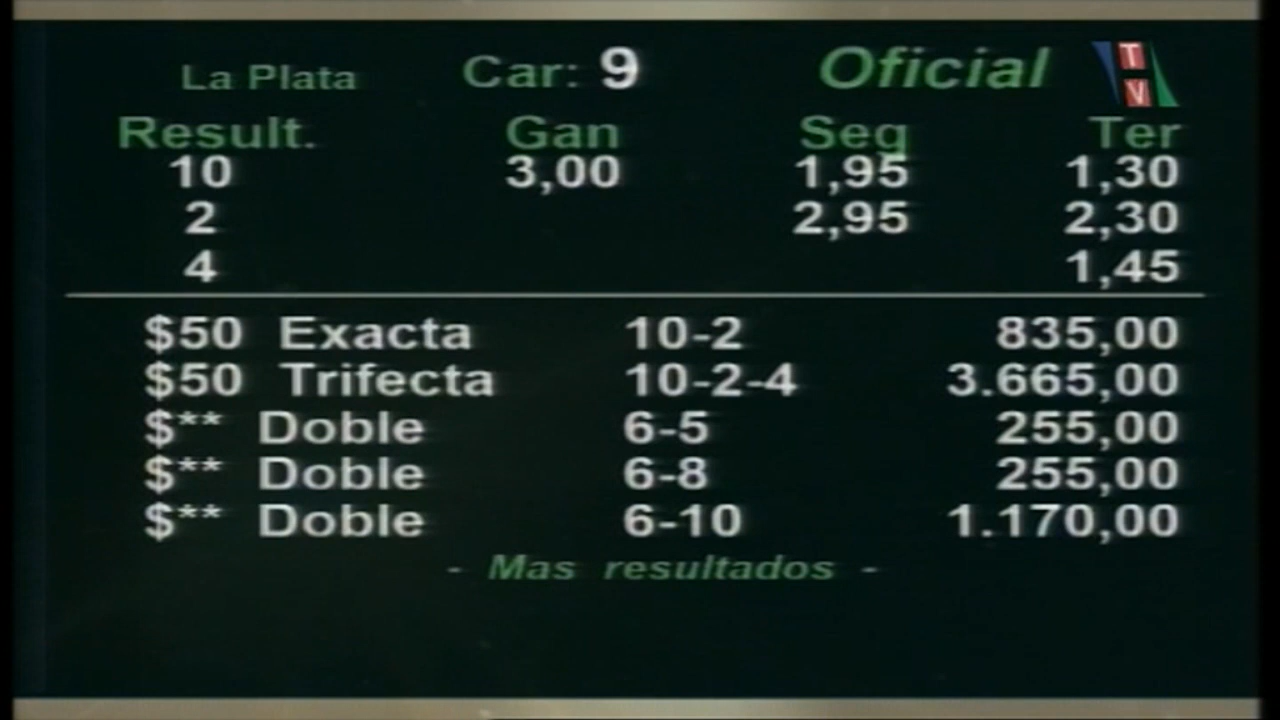 La Plata Car: 9 Oficial TV
Result. Gan Seg Ter
10 3,00 1,95 1,30
2 2,95 2,30
4 1,45
$50 Exacta 10-2 835,00
$50 Trifecta 10-2-4 3.665,00
$** Doble 6-5 255,00
$** Doble 6-8 255,00
$** Doble 6-10 1.170,00
- Mas resultados -